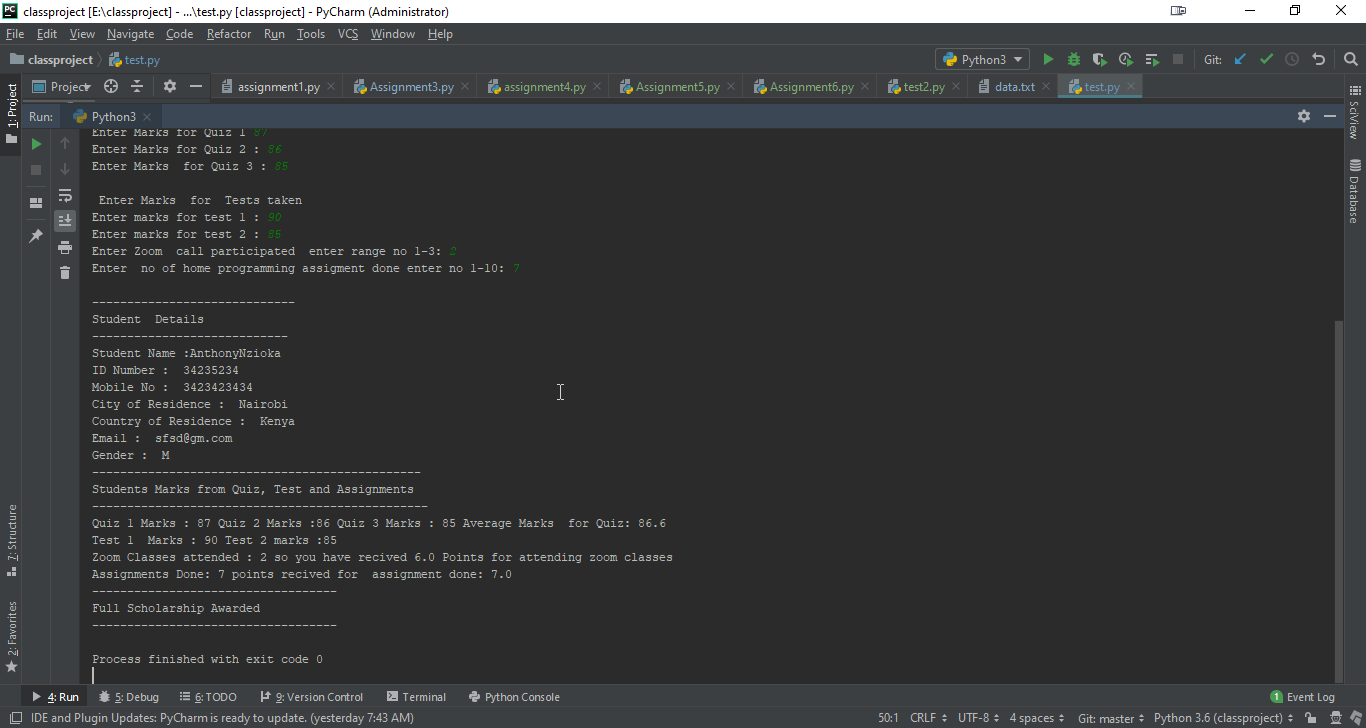 PC classproject [E:\classproject] - ...\test.py [classproject] - PyCharm (Administrator)
File Edit View Navigate Code Refactor Run Tools VCS Window Help
classproject test.py Python3 Git:
1: Project Project assignment1.py Assignment3.py assignment4.py Assignment5.py Assignment6.py test2.py data.txt test.py SciView
Run: Python3
Enter Marks for Quiz 1 87
Enter Marks for Quiz 2 : 86
Enter Marks  for Quiz 3 : 85
Database
 Enter Marks  for  Tests taken
Enter marks for test 1 : 90
Enter marks for test 2 : 85
Enter Zoom  call participated  enter range no 1-3: 2
Enter  no of home programming assigment done enter no 1-10: 7
-----------------------------
Student  Details
----------------------------
Student Name :AnthonyNzioka
ID Number :  34235234
Mobile No :  3423423434
City of Residence :  Nairobi
Country of Residence :  Kenya
Email :  sfsd@gm.com
Gender :  M
-----------------------------------------------
Students Marks from Quiz, Test and Assignments
------------------------------------------------
Quiz 1 Marks : 87 Quiz 2 Marks :86 Quiz 3 Marks : 85 Average Marks  for Quiz: 86.6
Test 1  Marks : 90 Test 2 marks :85
Zoom Classes attended : 2 so you have recived 6.0 Points for attending zoom classes
Assignments Done: 7 points recived for  assignment done: 7.0
-----------------------------------
Full Scholarship Awarded
-----------------------------------
Process finished with exit code 0
7: Structure
2: Favorites
4: Run 5: Debug 6: TODO 9: Version Control Terminal Python Console 1 Event Log
IDE and Plugin Updates: PyCharm is ready to update. (yesterday 7:43 AM) 50:1 CRLF UTF-8 4 spaces Git: master Python 3.6 (classproject)